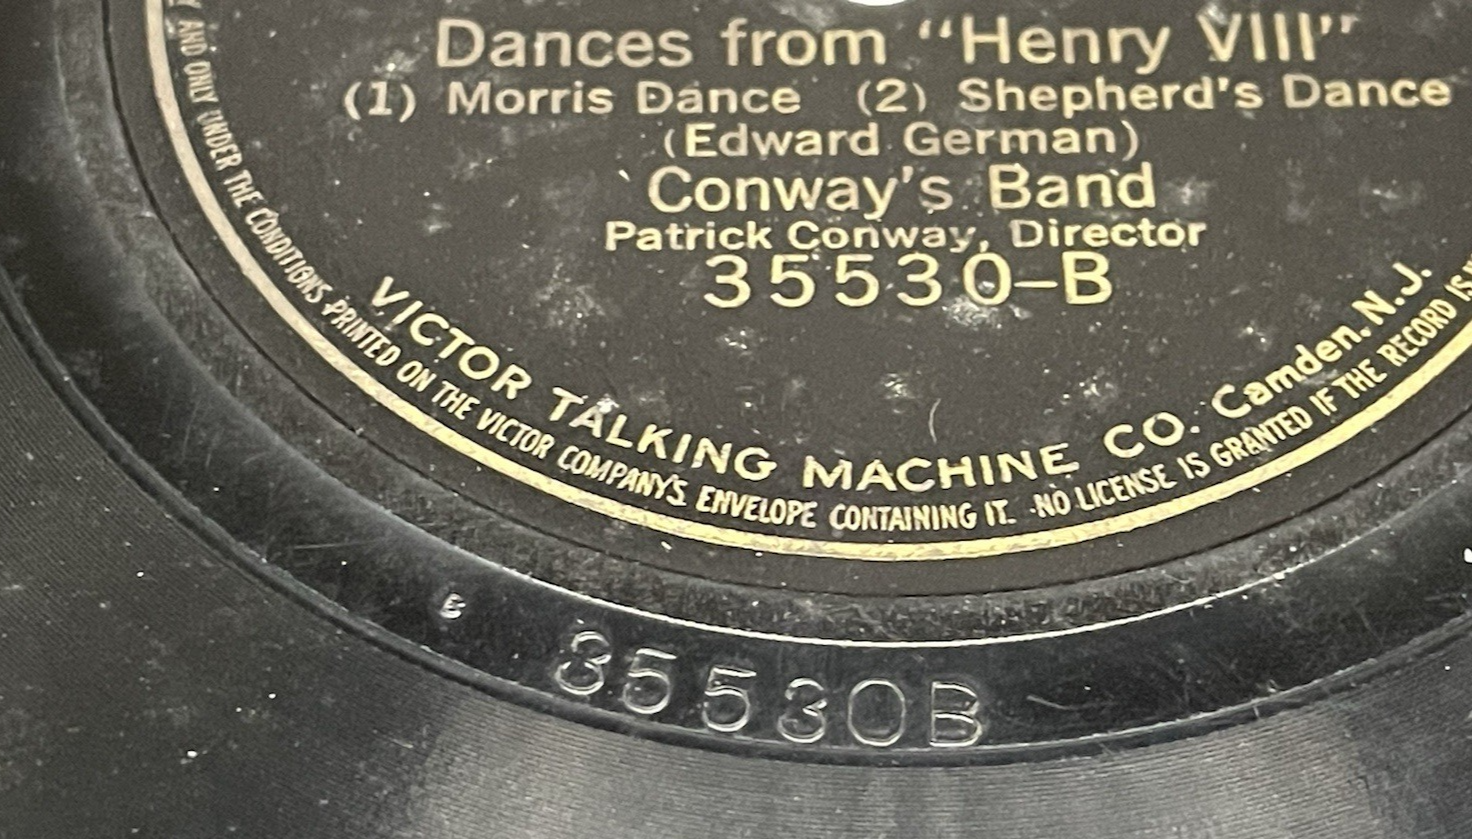 Dances from "Henry VIII"
(1) Morris Dance (2) Shepherd's Dance
(Edward German)
Conway's Band
Patrick Conway, Director
35530-B
VICTOR TALKING MACHINE CO. Camden, N.J.
AND ONLY UNDER THE CONDITIONS PRINTED ON THE VICTOR COMPANY'S ENVELOPE CONTAINING IT. NO LICENSE IS GRANTED IF THE RECORD IS
35530B